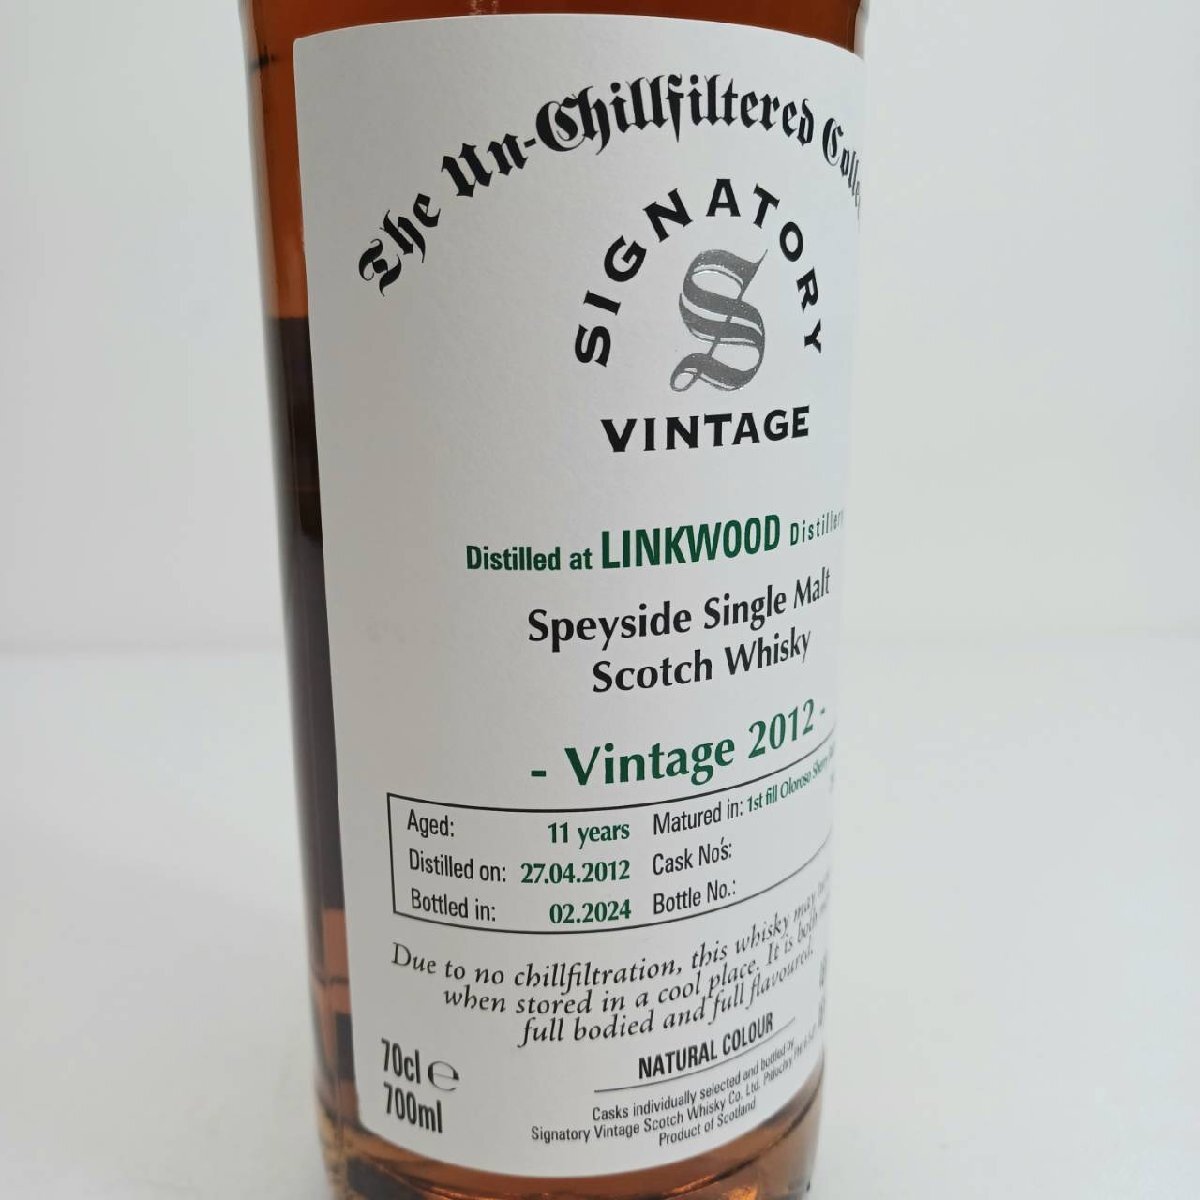 The Un-Chillfiltered
SIGNATORY
S
VINTAGE
Distilled at LINKWOOD Distillery
Speyside Single Malt
Scotch Whisky
- Vintage 2012 -
Aged: 11 years Matured in: 1st fill Oloroso Sherry
Distilled on: 27.04.2012 Cask No's:
Bottled in: 02.2024 Bottle No.:
Due to no chillfiltration, this whisky may
when stored in a cool place. It is
full bodied and full flavoured.
NATURAL COLOUR
70cl e
700ml
Casks individually selected and bottled by
Signatory Vintage Scotch Whisky Co. Ltd. Pitlochry
Product of Scotland